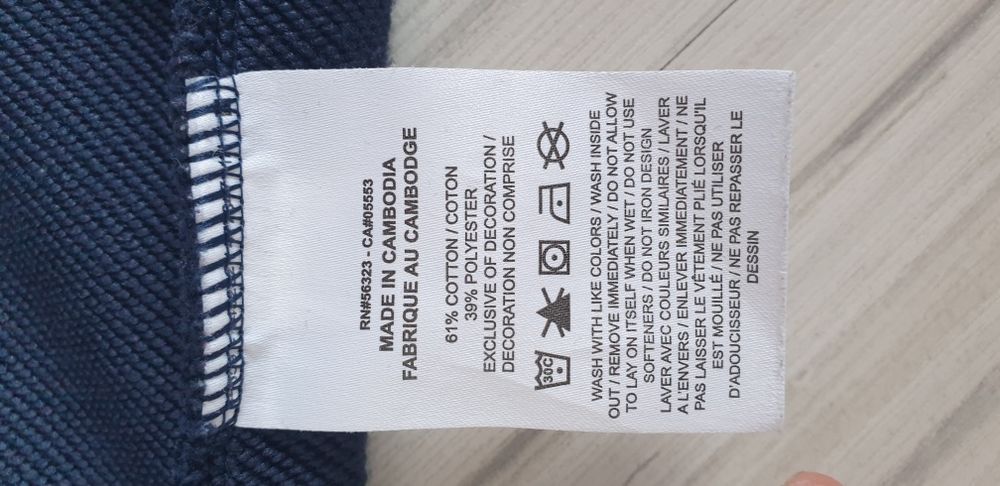 RN#56323 - CA#05553
MADE IN CAMBODIA
FABRIQUE AU CAMBODGE
61% COTTON / COTON
39% POLYESTER
EXCLUSIVE OF DECORATION /
DECORATION NON COMPRISE
30C
WASH WITH LIKE COLORS / WASH INSIDE
OUT / REMOVE IMMEDIATELY / DO NOT ALLOW
TO LAY ON ITSELF WHEN WET / DO NOT USE
SOFTENERS / DO NOT IRON DESIGN
LAVER AVEC COULEURS SIMILAIRES / LAVER
A L'ENVERS / ENLEVER IMMEDIATEMENT / NE
PAS LAISSER LE VÊTEMENT PLIÉ LORSQU'IL
EST MOUILLÉ / NE PAS UTILISER
D'ADOUCISSEUR / NE PAS REPASSER LE
DESSIN